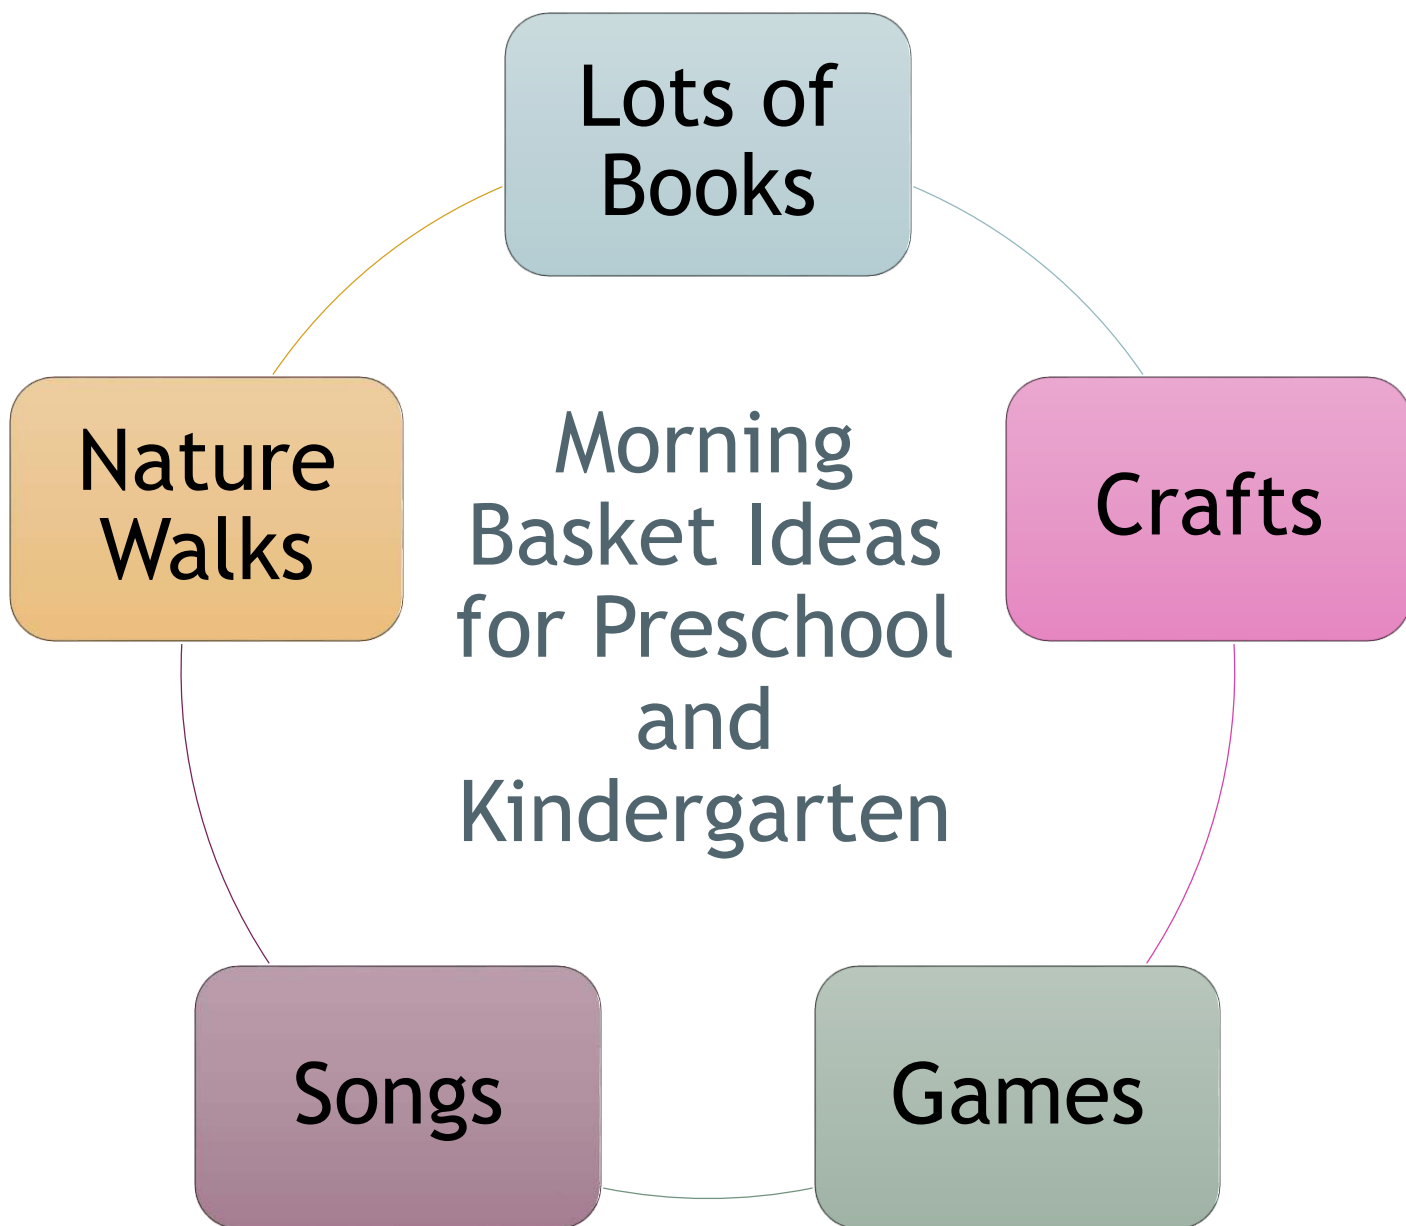 Lots of
Books
Nature
Walks
Morning
Basket Ideas
for Preschool
and
Kindergarten
Crafts
Songs
Games